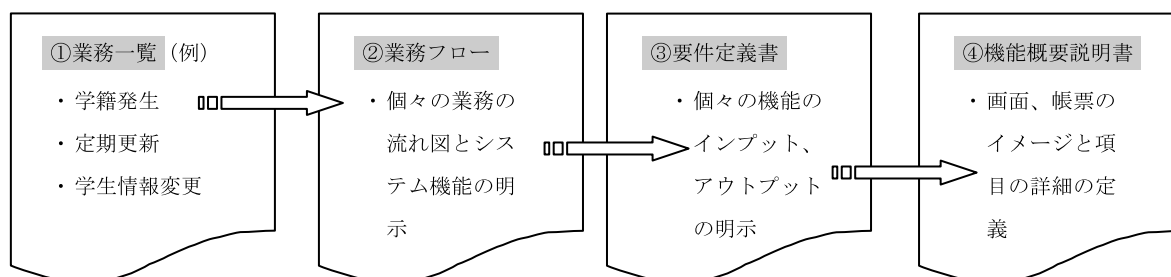 ①業務一覧 (例)
・学籍発生
・定期更新
・学生情報変更
②業務フロー
・個々の業務の
流れ図とシス
テム機能の明
示
③要件定義書
・個々の機能の
インプット、
アウトプット
の明示
④機能概要説明書
・画面、帳票の
イメージと項
目の詳細の定
義